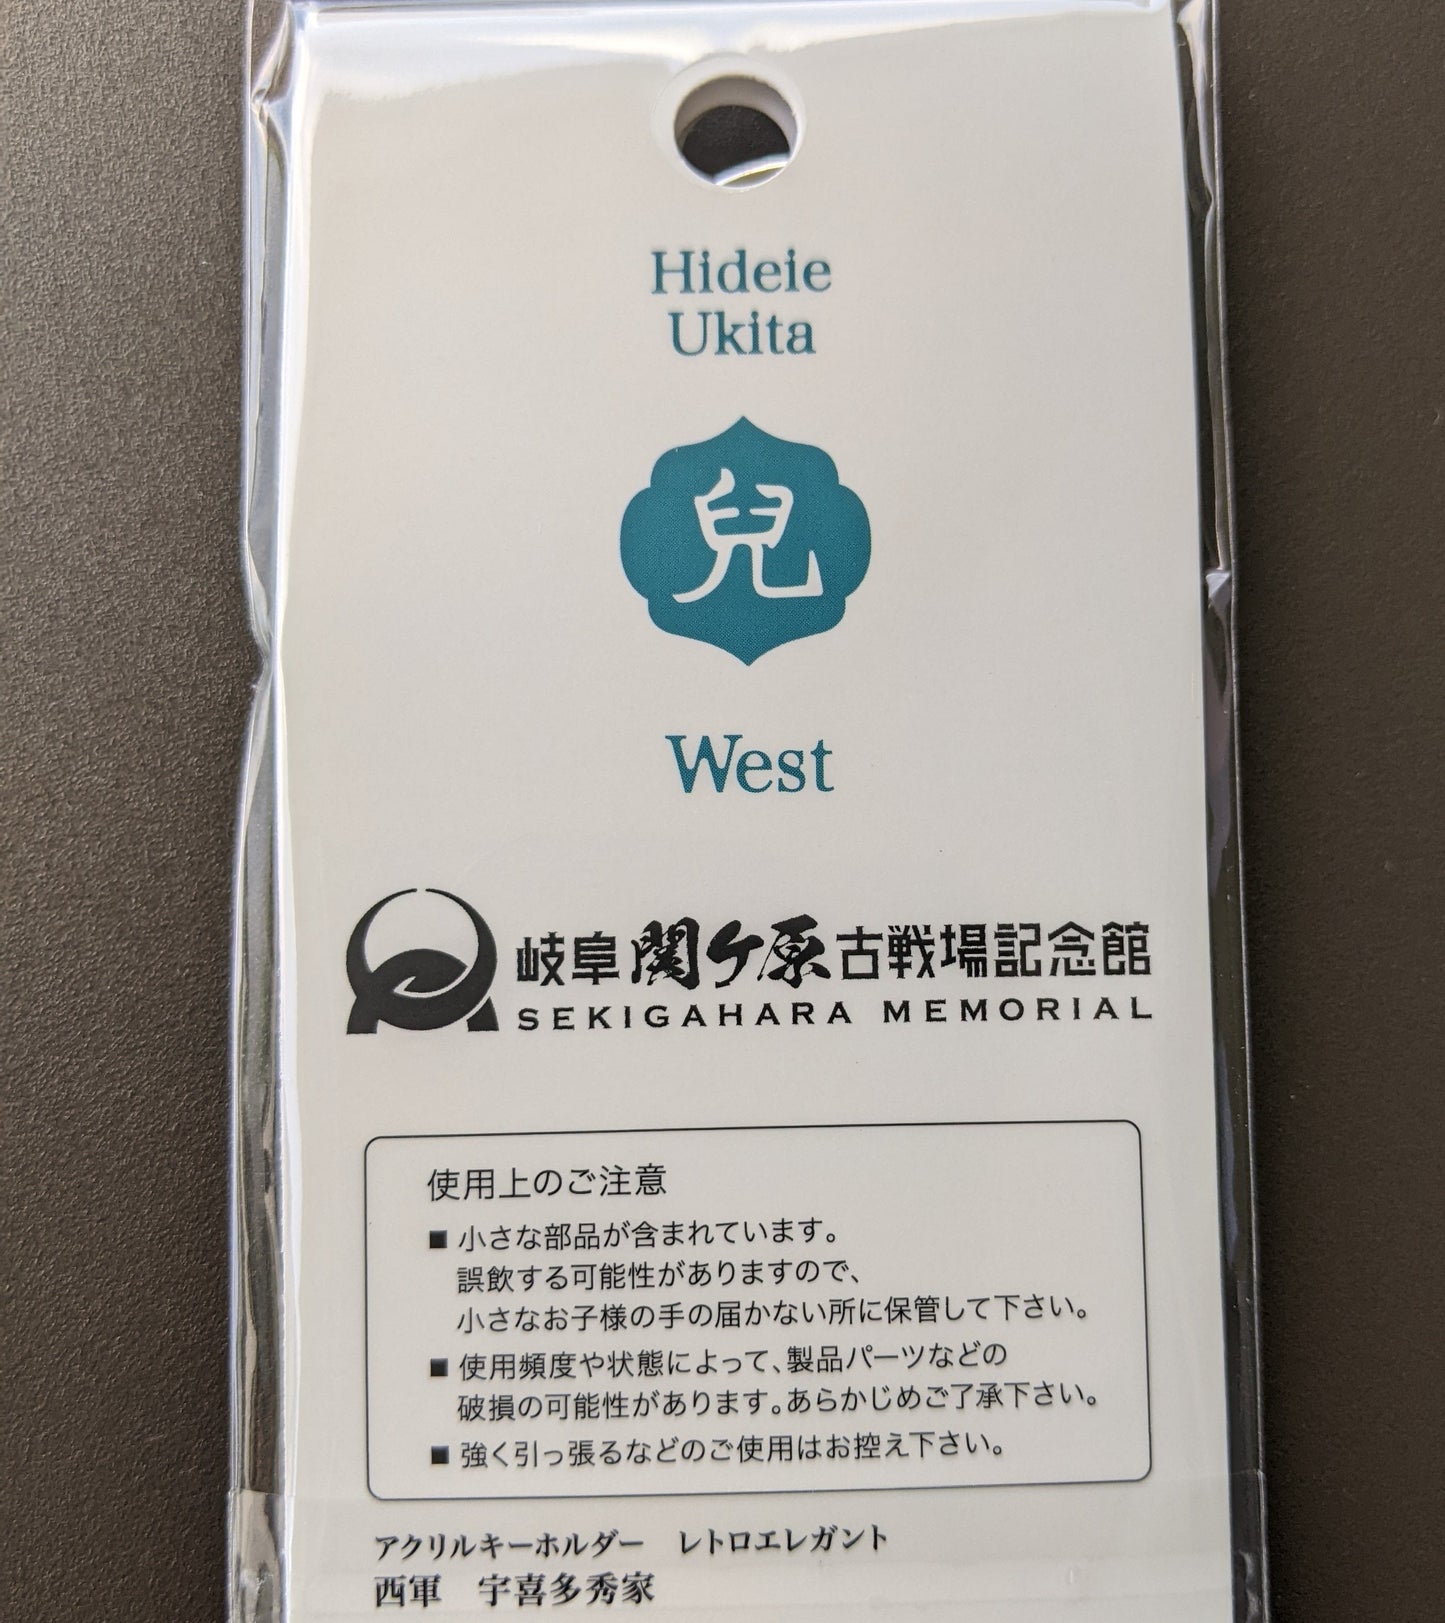 Hideie
Ukita
兒
West
岐阜関ケ原古戦場記念館
SEKIGAHARA MEMORIAL
使用上のご注意
■ 小さな部品が含まれています。
誤飲する可能性がありますので、
小さなお子様の手の届かない所に保管して下さい。
■ 使用頻度や状態によって、製品パーツなどの
破損の可能性があります。あらかじめご了承下さい。
■ 強く引っ張るなどのご使用はお控え下さい。
アクリルキーホルダー　レトロエレガント
西軍　宇喜多秀家